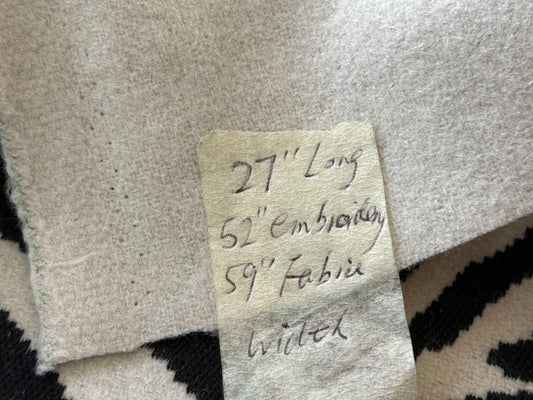 27" Long
52" embroidery
59" Fabric
width